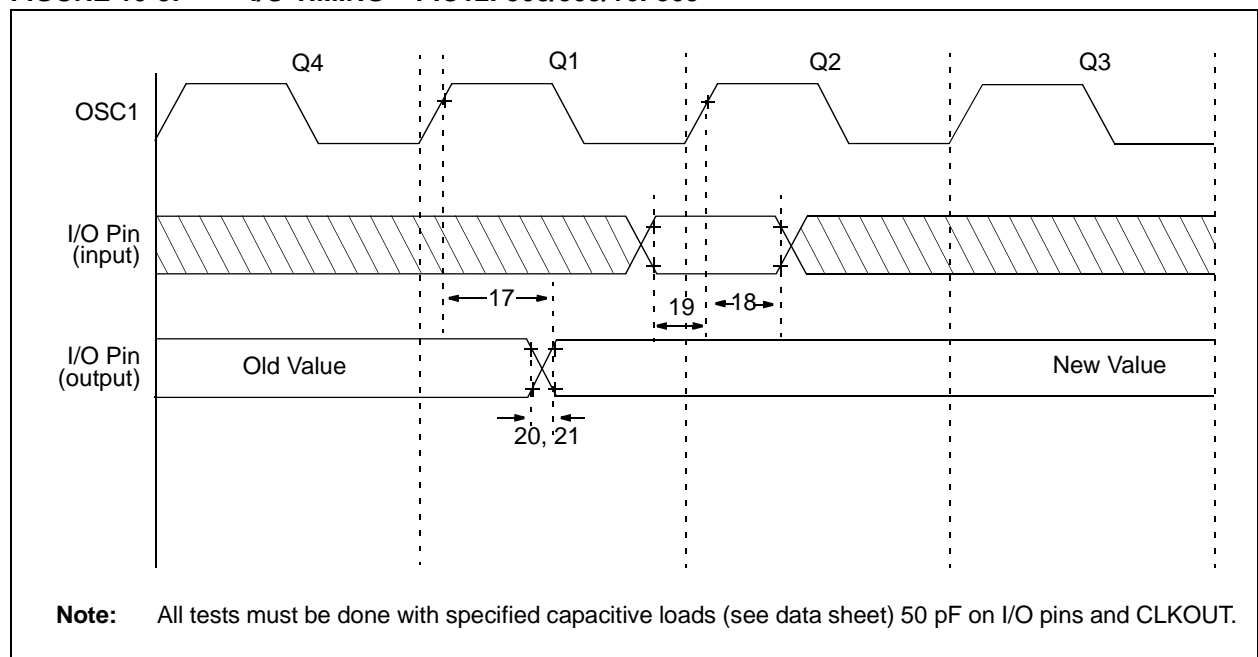 Q4 Q1 Q2 Q3
OSC1
I/O Pin
(input)
17 19 18
I/O Pin
(output)
Old Value New Value
20, 21
Note: All tests must be done with specified capacitive loads (see data sheet) 50 pF on I/O pins and CLKOUT.